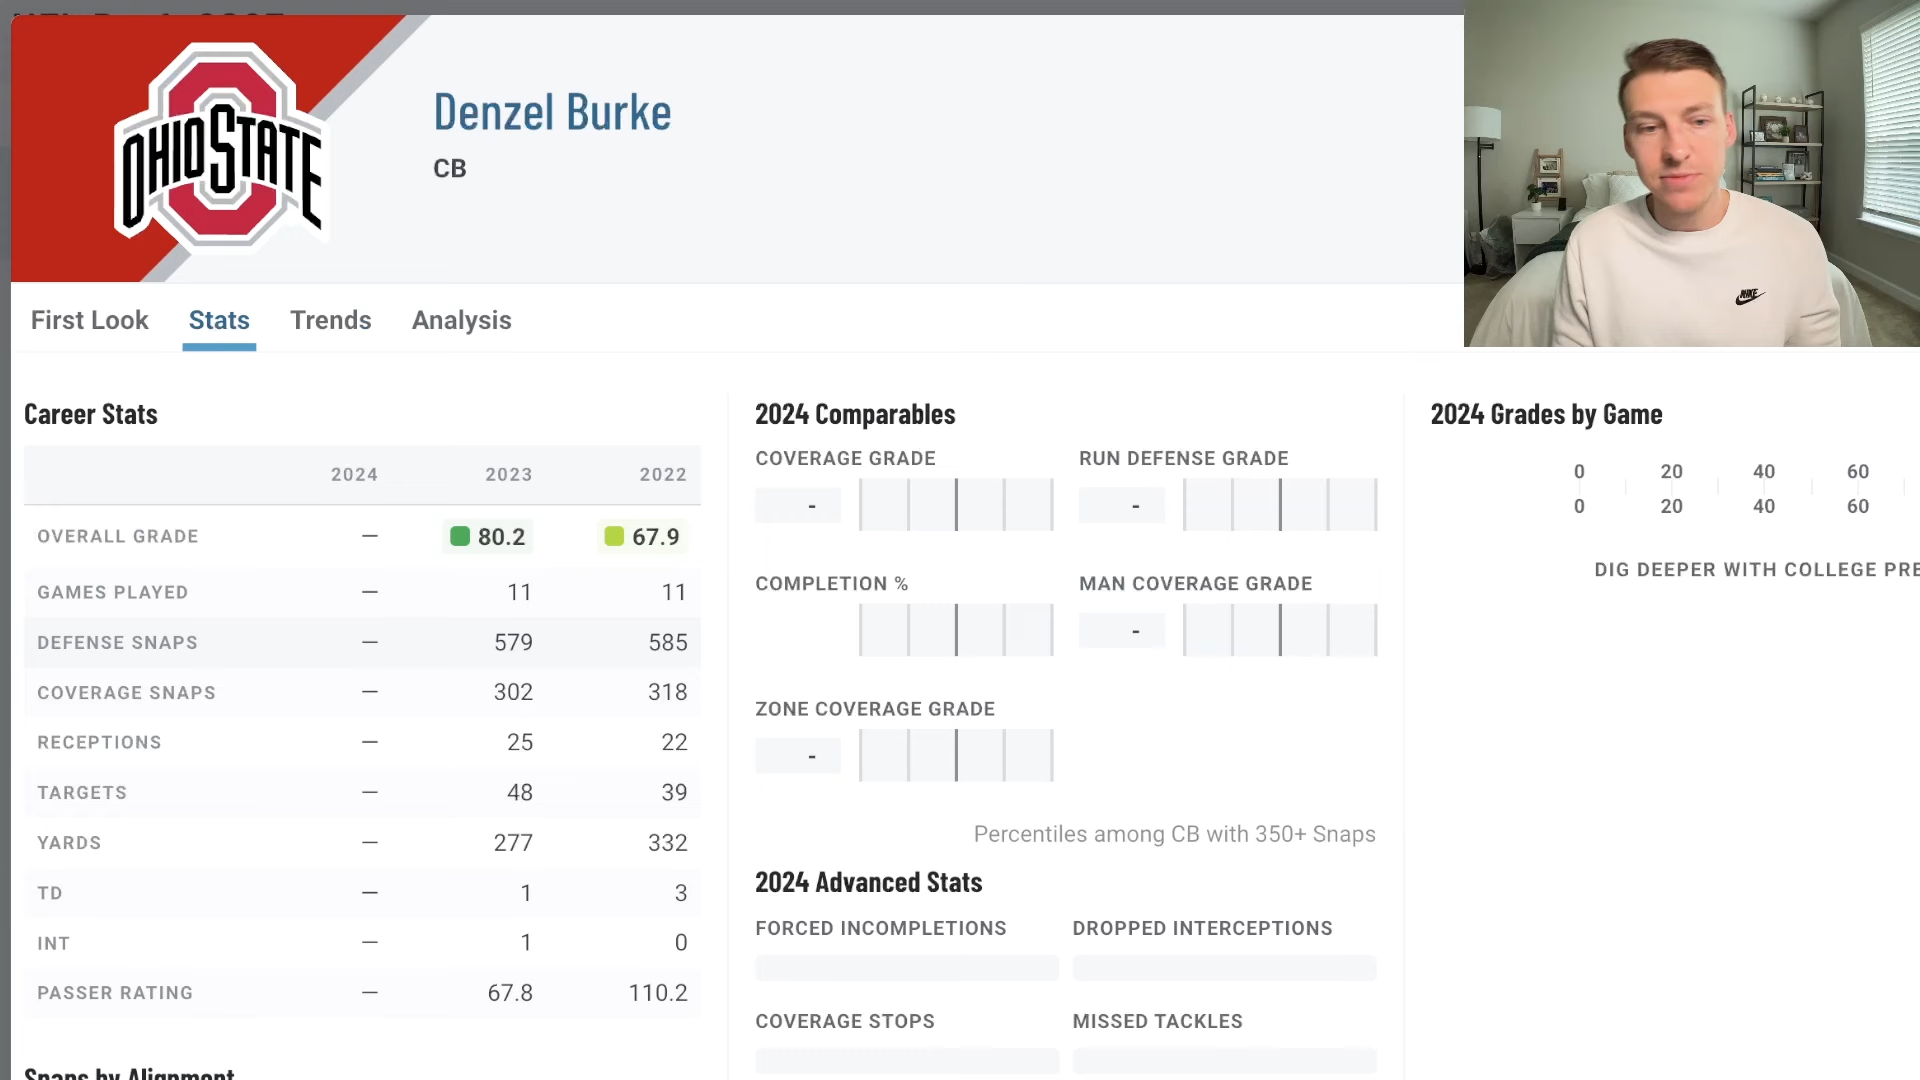 OHIO STATE
Denzel Burke
CB
First Look Stats Trends Analysis
Career Stats
2024 2023 2022
OVERALL GRADE — 80.2 67.9
GAMES PLAYED — 11 11
DEFENSE SNAPS — 579 585
COVERAGE SNAPS — 302 318
RECEPTIONS — 25 22
TARGETS — 48 39
YARDS — 277 332
TD — 1 3
INT — 1 0
PASSER RATING — 67.8 110.2
Snaps by Alignment
2024 Comparables
COVERAGE GRADE RUN DEFENSE GRADE
- -
COMPLETION % MAN COVERAGE GRADE
-
ZONE COVERAGE GRADE
-
Percentiles among CB with 350+ Snaps
2024 Advanced Stats
FORCED INCOMPLETIONS DROPPED INTERCEPTIONS
COVERAGE STOPS MISSED TACKLES
2024 Grades by Game
0 20 40 60
0 20 40 60
DIG DEEPER WITH COLLEGE PRE
NIKE